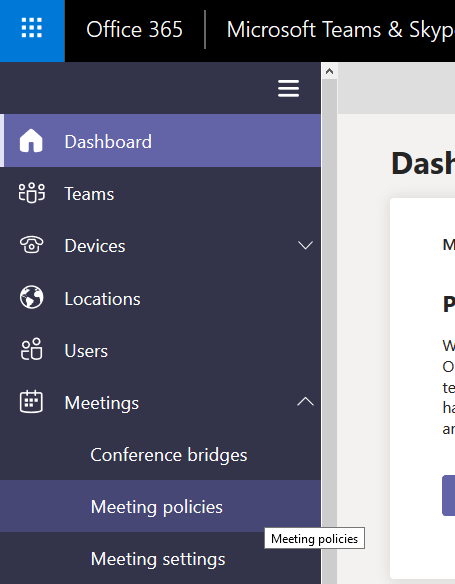 Office 365 Microsoft Teams & Skyp
Dashboard
Teams
Devices
Locations
Users
Meetings
Conference bridges
Meeting policies
Meeting policies
Meeting settings
Dash
M
P
W
O
te
ha
ar